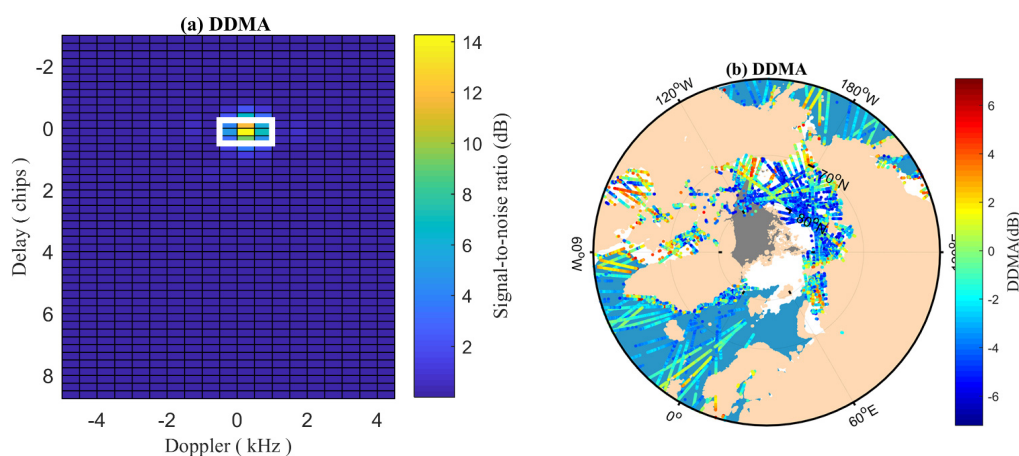 (a) DDMA
-2
0
2
4
6
8
Delay ( chips)
-4
-2
0
2
4
Doppler ( kHz )
14
12
10
8
6
4
2
Signal-to-noise ratio (dB)
(b) DDMA
120°W
180°W
70°N
60°W
0°
60°E
6
4
2
0
-2
-4
-6
DDMA(dB)